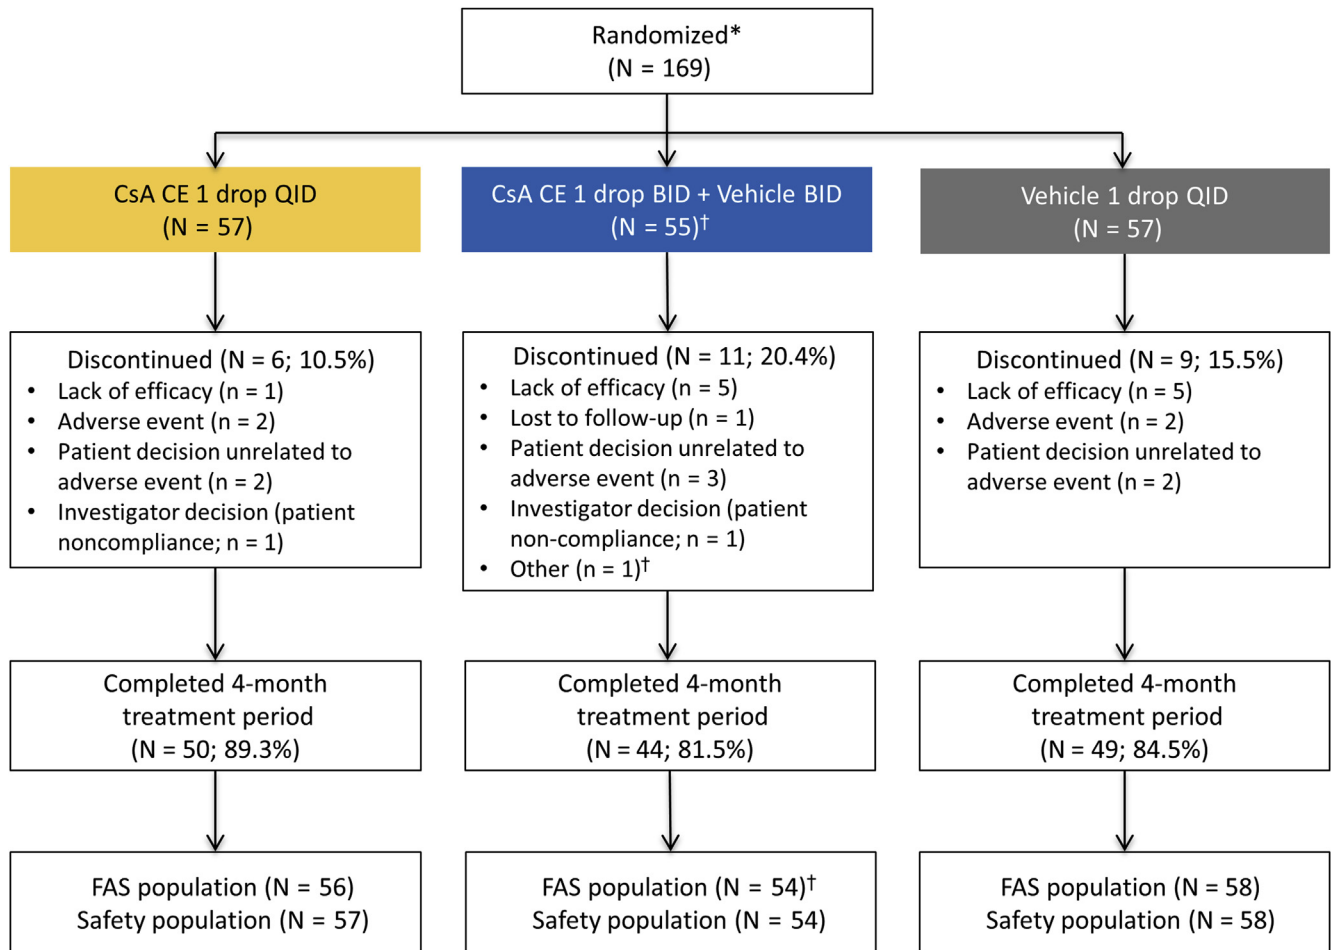 Randomized*
(N = 169)
CsA CE 1 drop QID
(N = 57)
CsA CE 1 drop BID + Vehicle BID
(N = 55)†
Vehicle 1 drop QID
(N = 57)
Discontinued (N = 6; 10.5%)
• Lack of efficacy (n = 1)
• Adverse event (n = 2)
• Patient decision unrelated to
adverse event (n = 2)
• Investigator decision (patient
noncompliance; n = 1)
Discontinued (N = 11; 20.4%)
• Lack of efficacy (n = 5)
• Lost to follow-up (n = 1)
• Patient decision unrelated to
adverse event (n = 3)
• Investigator decision (patient
non-compliance; n = 1)
• Other (n = 1)†
Discontinued (N = 9; 15.5%)
• Lack of efficacy (n = 5)
• Adverse event (n = 2)
• Patient decision unrelated to
adverse event (n = 2)
Completed 4-month
treatment period
(N = 50; 89.3%)
Completed 4-month
treatment period
(N = 44; 81.5%)
Completed 4-month
treatment period
(N = 49; 84.5%)
FAS population (N = 56)
Safety population (N = 57)
FAS population (N = 54)†
Safety population (N = 54)
FAS population (N = 58)
Safety population (N = 58)